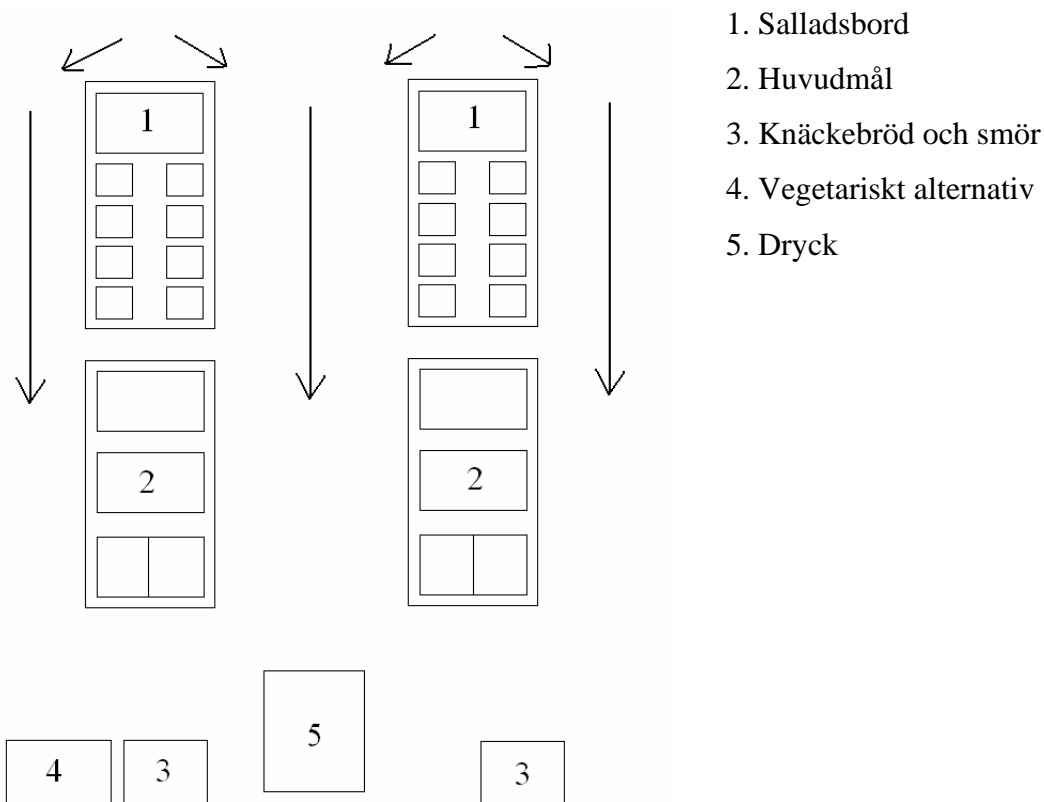 1. Salladsbord
2. Huvudmål
3. Knäckebröd och smör
4. Vegetariskt alternativ
5. Dryck
1 1
2 2
5
4 3 3